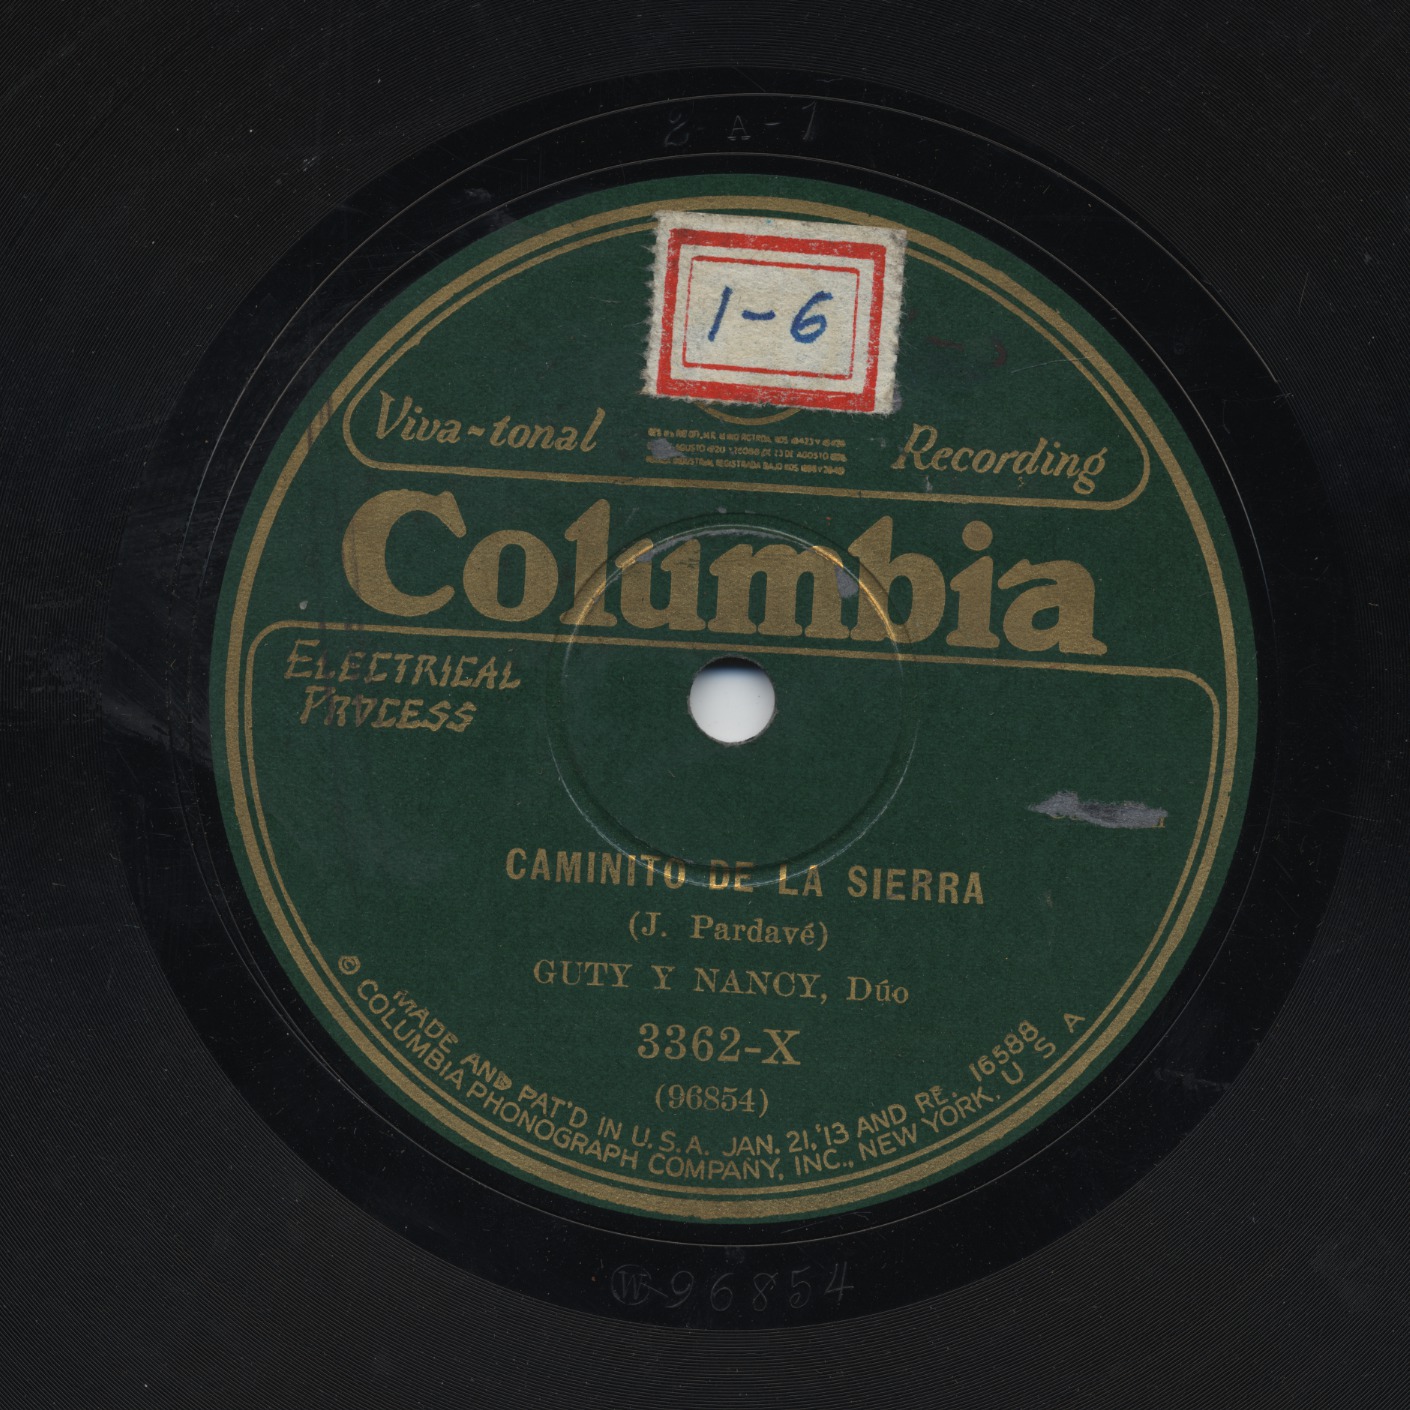 2 A-1
1-6
Viva-tonal Recording
Columbia
ELECTRICAL
PROCESS
CAMINITO DE LA SIERRA
(J. Pardavé)
GUTY Y NANCY, Dúo
3362-X
(96854)
MADE AND PAT'D IN U.S.A. JAN. 21, '13 AND RE. 16588
© COLUMBIA PHONOGRAPH COMPANY, INC., NEW YORK. U S A
W 96854